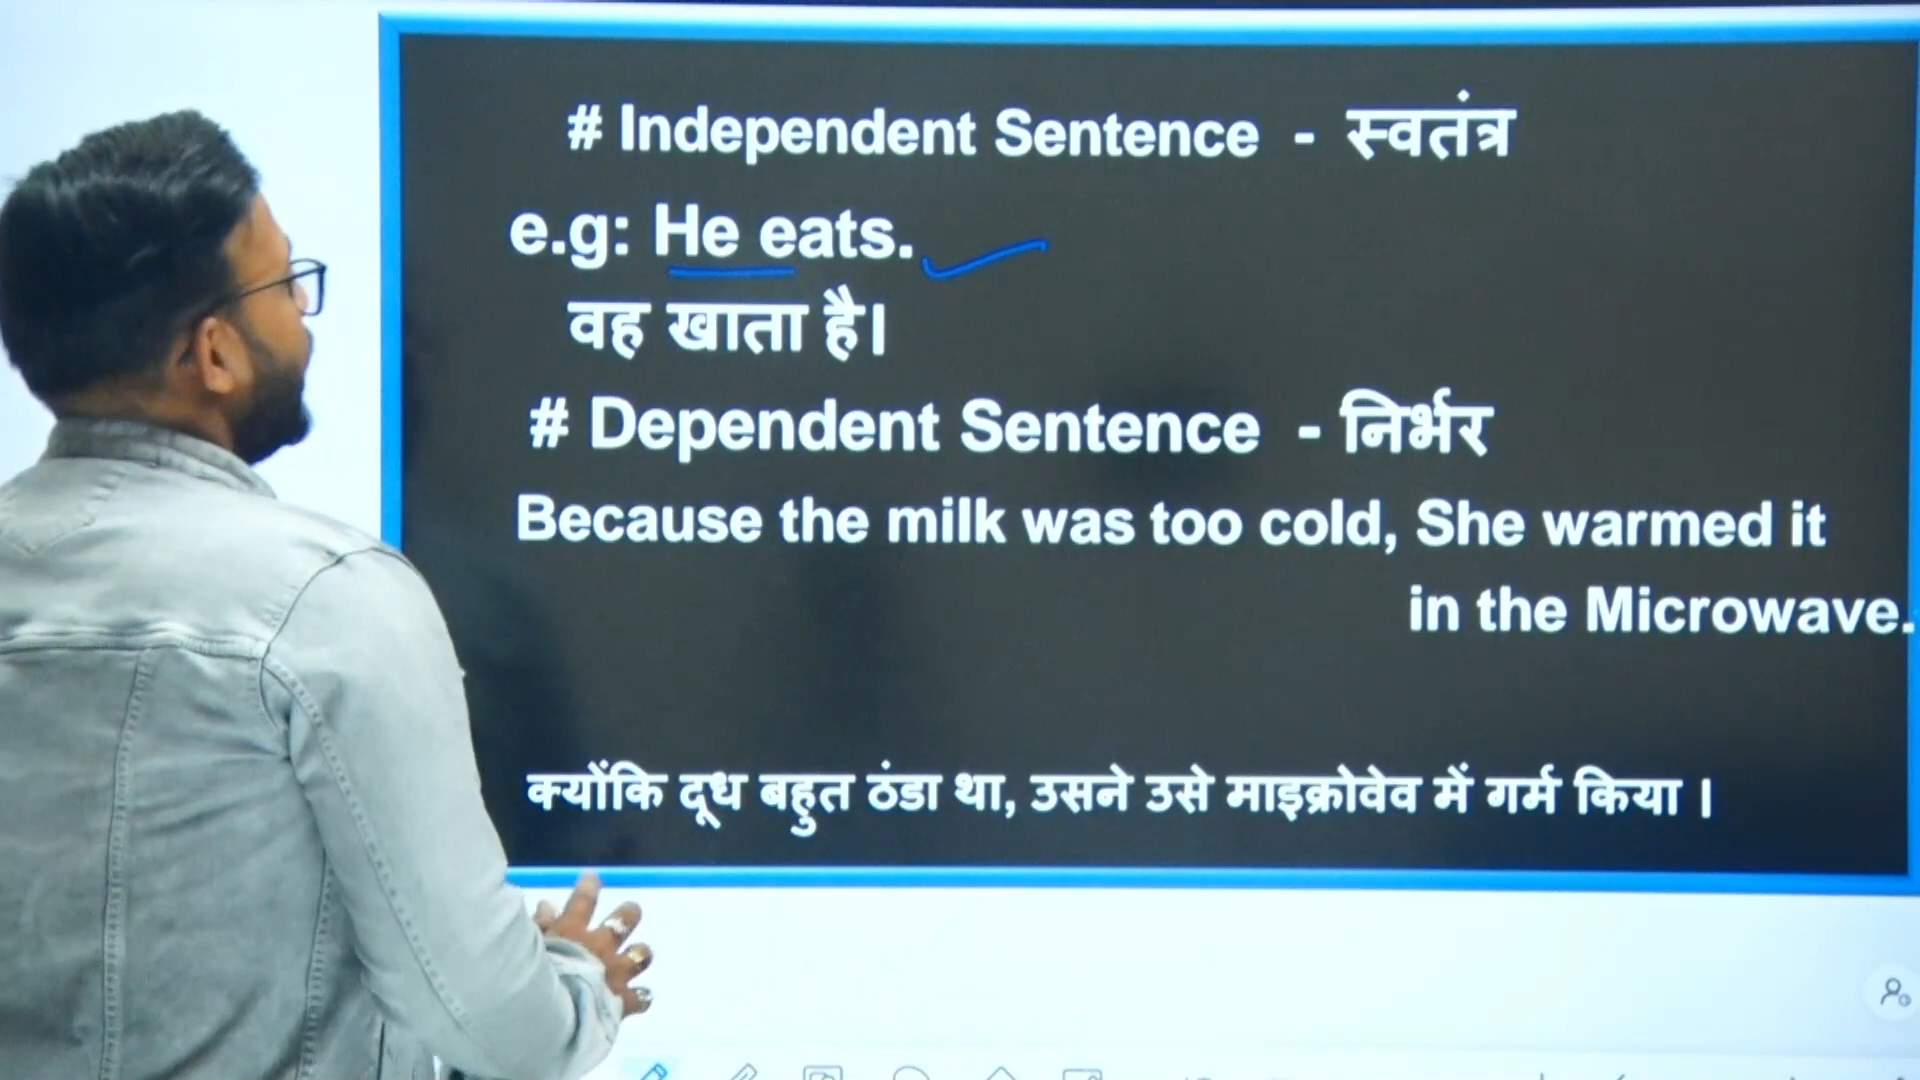 # Independent Sentence - स्वतंत्र
e.g: He eats.
वह खाता है।
# Dependent Sentence - निर्भर
Because the milk was too cold, She warmed it
in the Microwave.
क्योंकि दूध बहुत ठंडा था, उसने उसे माइक्रोवेव में गर्म किया ।